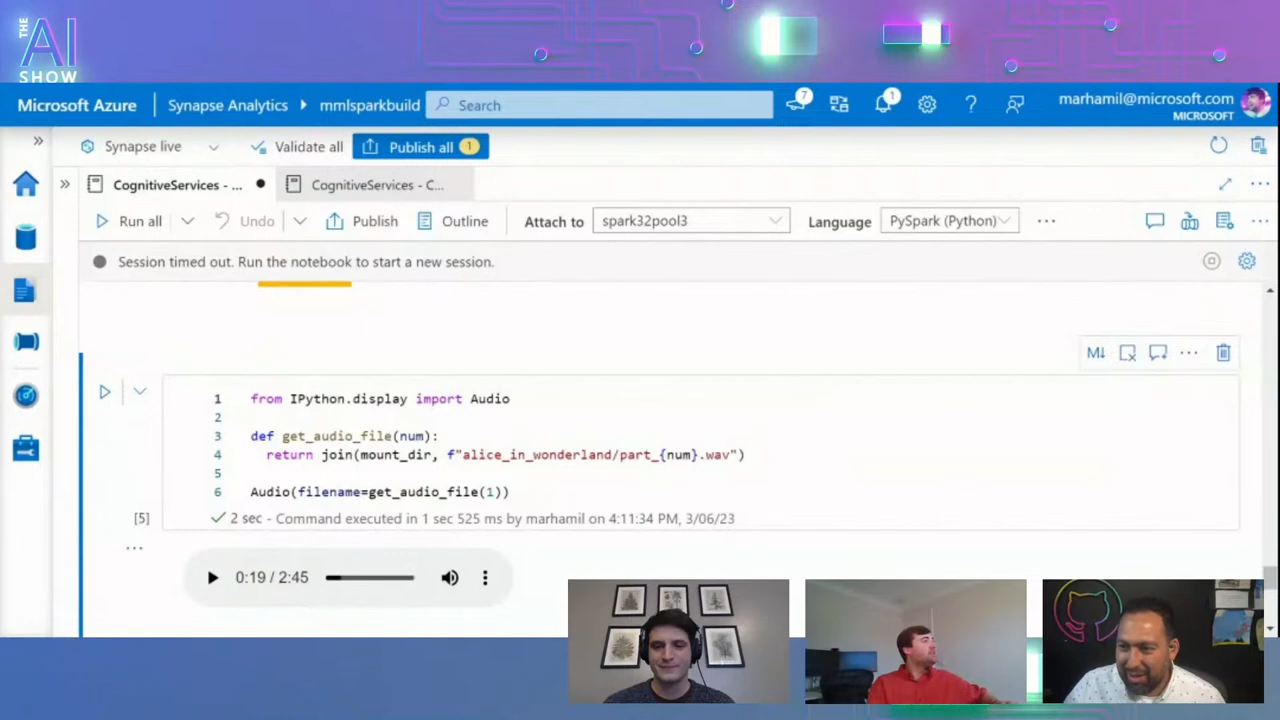 THE
AI
SHOW
Microsoft Azure Synapse Analytics mmlsparkbuild Search 7 1 marhamil@microsoft.com
MICROSOFT
Synapse live Validate all Publish all 1
CognitiveServices - ... CognitiveServices - C...
Run all Undo Publish Outline Attach to spark32pool3 Language PySpark (Python)
Session timed out. Run the notebook to start a new session.
M↓
1 from IPython.display import Audio
2
3 def get_audio_file(num):
4 return join(mount_dir, f"alice_in_wonderland/part_{num}.wav")
5
6 Audio(filename=get_audio_file(1))
[5] 2 sec - Command executed in 1 sec 525 ms by marhamil on 4:11:34 PM, 3/06/23
0:19 / 2:45